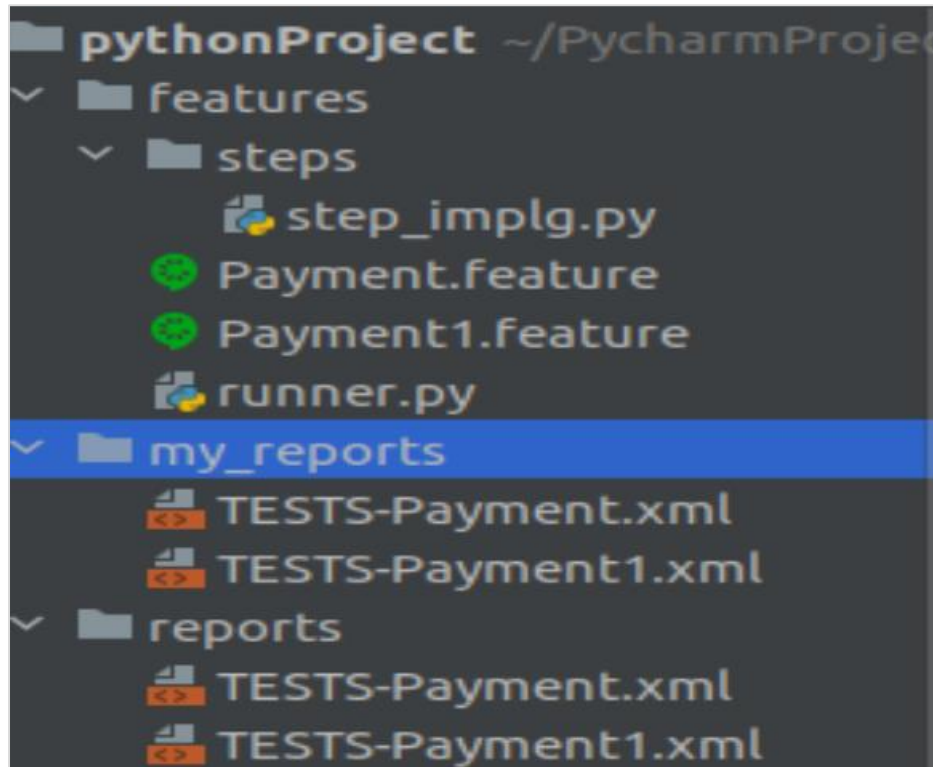 pythonProject ~/PycharmProjec
features
steps
step_implg.py
Payment.feature
Payment1.feature
runner.py
my_reports
TESTS-Payment.xml
TESTS-Payment1.xml
reports
TESTS-Payment.xml
TESTS-Payment1.xml